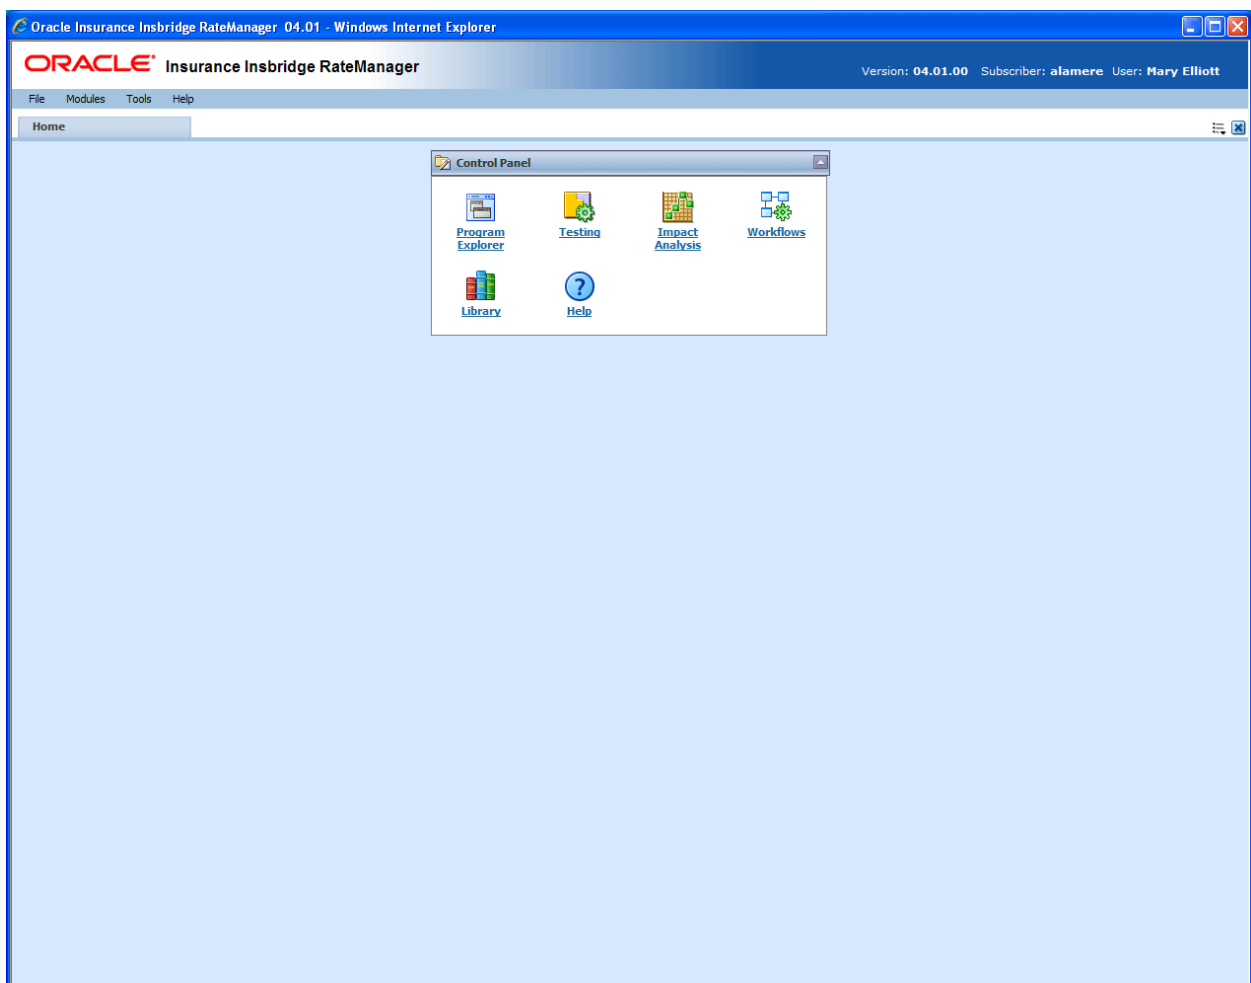 Oracle Insurance Insbridge RateManager 04.01 - Windows Internet Explorer
ORACLE Insurance Insbridge RateManager
Version: 04.01.00 Subscriber: alamere User: Mary Elliott
File Modules Tools Help
Home
Control Panel
Program Explorer
Testing
Impact Analysis
Workflows
Library
Help